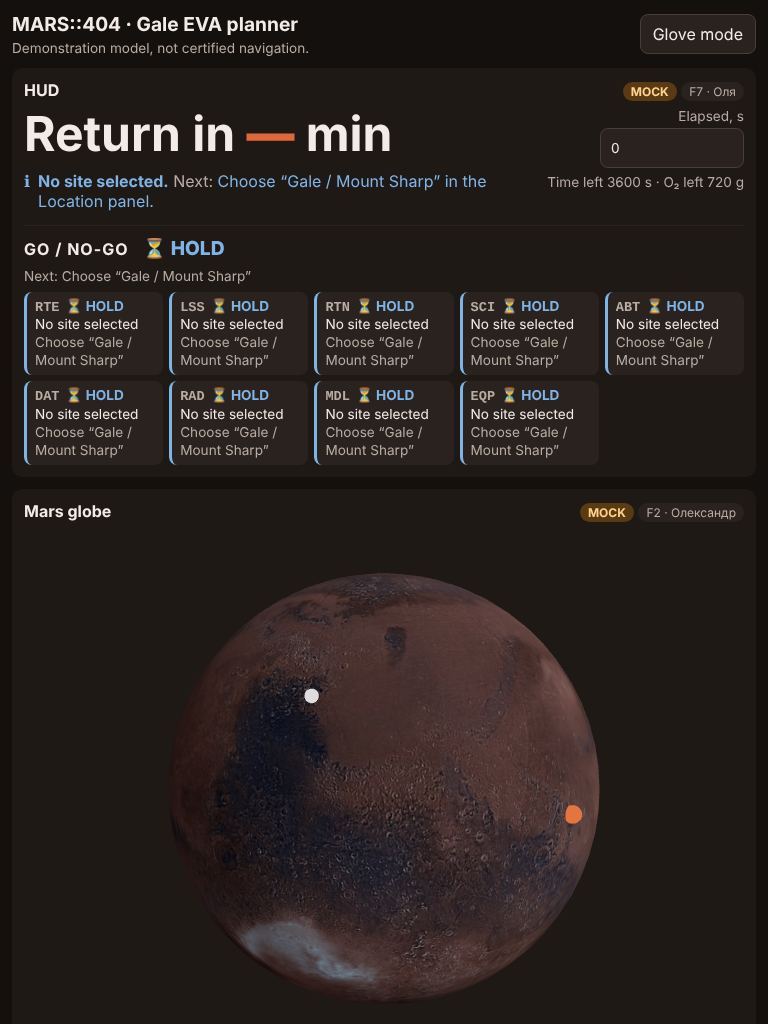 MARS::404 · Gale EVA planner
Demonstration model, not certified navigation.
Glove mode
HUD
MOCK
F7 · Оля
Return in — min
Elapsed, s
0
ℹ No site selected. Next: Choose “Gale / Mount Sharp” in the
Location panel.
Time left 3600 s · O₂ left 720 g
GO / NO-GO ⏳ HOLD
Next: Choose “Gale / Mount Sharp”
RTE ⏳ HOLD
No site selected
Choose “Gale /
Mount Sharp”
LSS ⏳ HOLD
No site selected
Choose “Gale /
Mount Sharp”
RTN ⏳ HOLD
No site selected
Choose “Gale /
Mount Sharp”
SCI ⏳ HOLD
No site selected
Choose “Gale /
Mount Sharp”
ABT ⏳ HOLD
No site selected
Choose “Gale /
Mount Sharp”
DAT ⏳ HOLD
No site selected
Choose “Gale /
Mount Sharp”
RAD ⏳ HOLD
No site selected
Choose “Gale /
Mount Sharp”
MDL ⏳ HOLD
No site selected
Choose “Gale /
Mount Sharp”
EQP ⏳ HOLD
No site selected
Choose “Gale /
Mount Sharp”
Mars globe
MOCK
F2 · Олександр